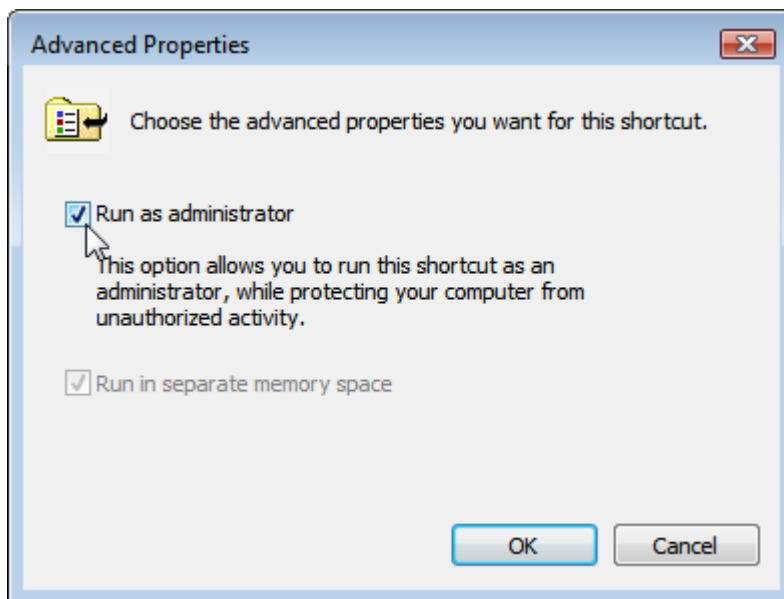 Advanced Properties
Choose the advanced properties you want for this shortcut.
Run as administrator
This option allows you to run this shortcut as an
administrator, while protecting your computer from
unauthorized activity.
Run in separate memory space
OK Cancel